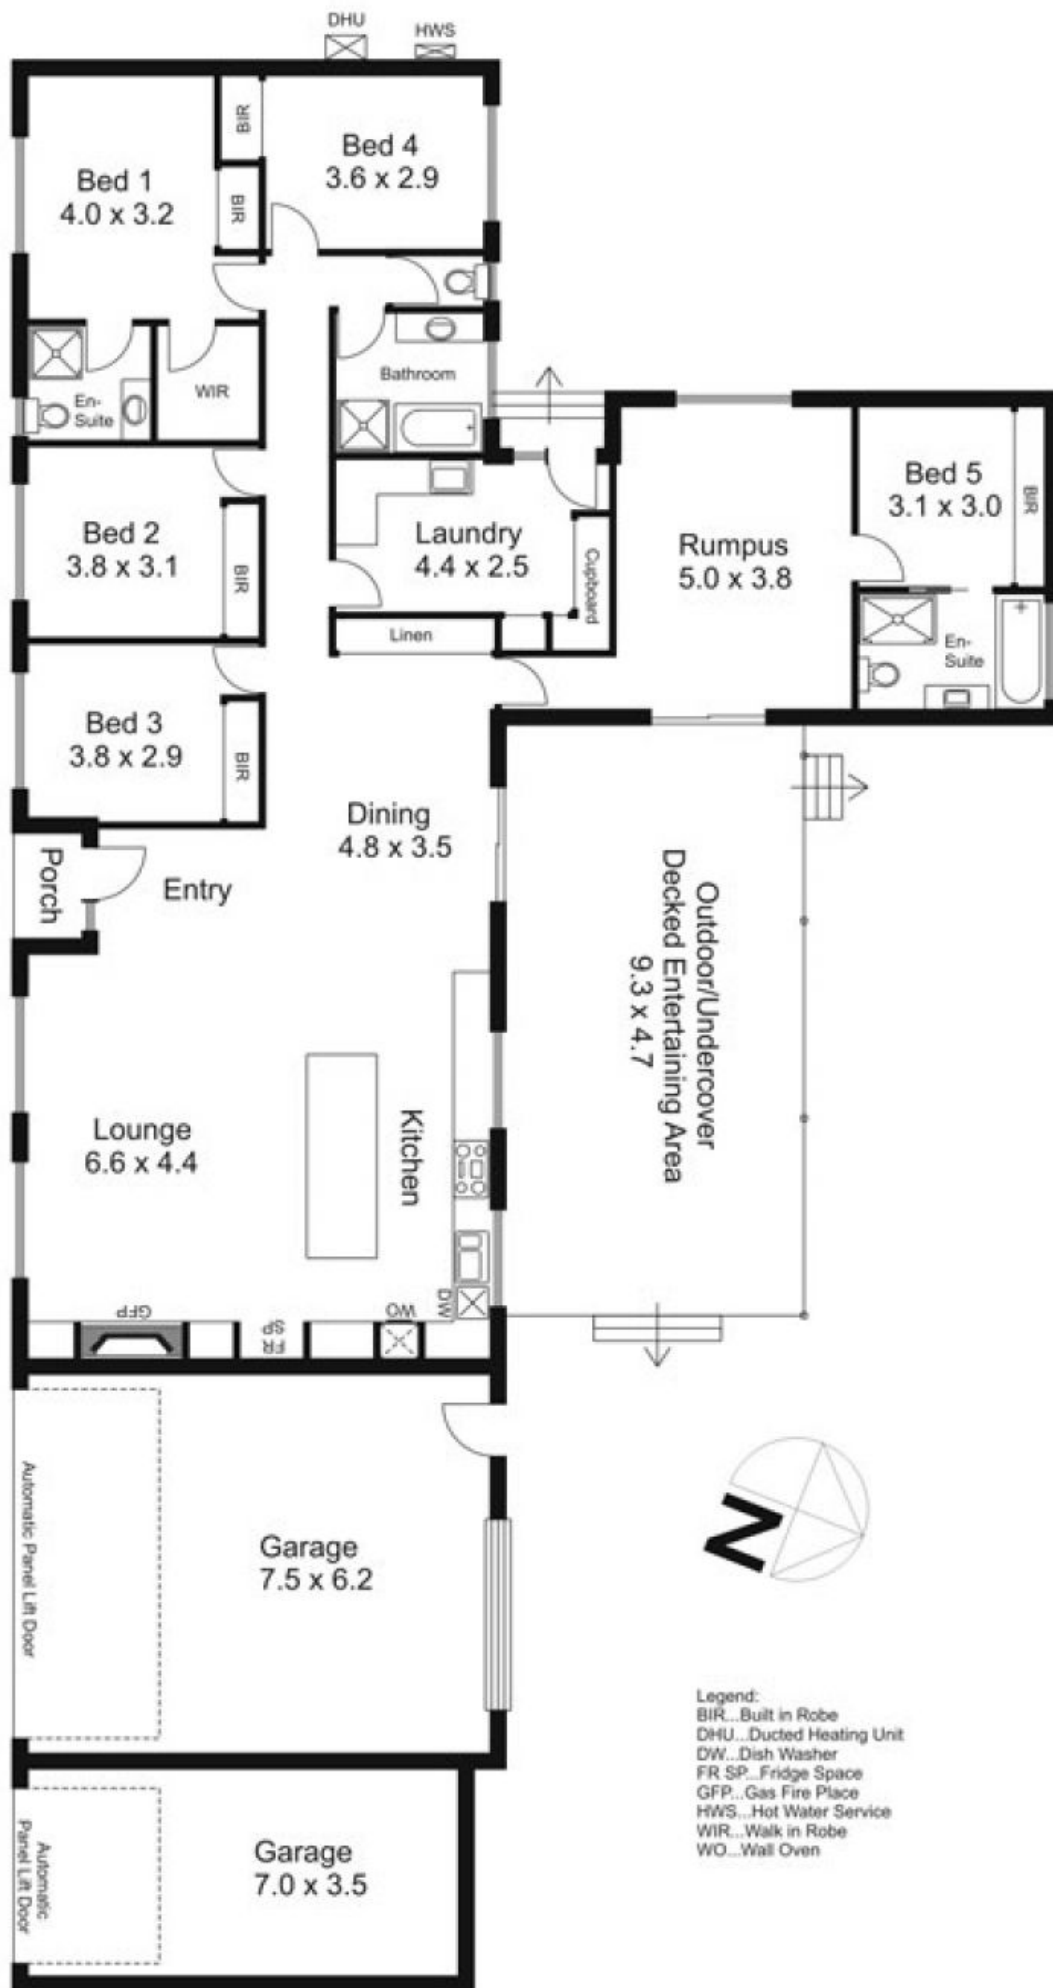 DHU
HWS
BIR
Bed 4
3.6 x 2.9
Bed 1
4.0 x 3.2
BIR
En-
Suite
WIR
Bathroom
Bed 2
3.8 x 3.1
BIR
Laundry
4.4 x 2.5
Cupboard
Linen
Rumpus
5.0 x 3.8
Bed 5
3.1 x 3.0
BIR
En-
Suite
Bed 3
3.8 x 2.9
BIR
Dining
4.8 x 3.5
Porch
Entry
Outdoor/Undercover
Decked Entertaining Area
9.3 x 4.7
Lounge
6.6 x 4.4
Kitchen
GFP
FR
SP
WO
DW
Automatic Panel Lift Door
Garage
7.5 x 6.2
N
Automatic
Panel Lift Door
Garage
7.0 x 3.5
Legend:
BIR...Built in Robe
DHU...Ducted Heating Unit
DW...Dish Washer
FR SP...Fridge Space
GFP...Gas Fire Place
HWS...Hot Water Service
WIR...Walk in Robe
WO...Wall Oven